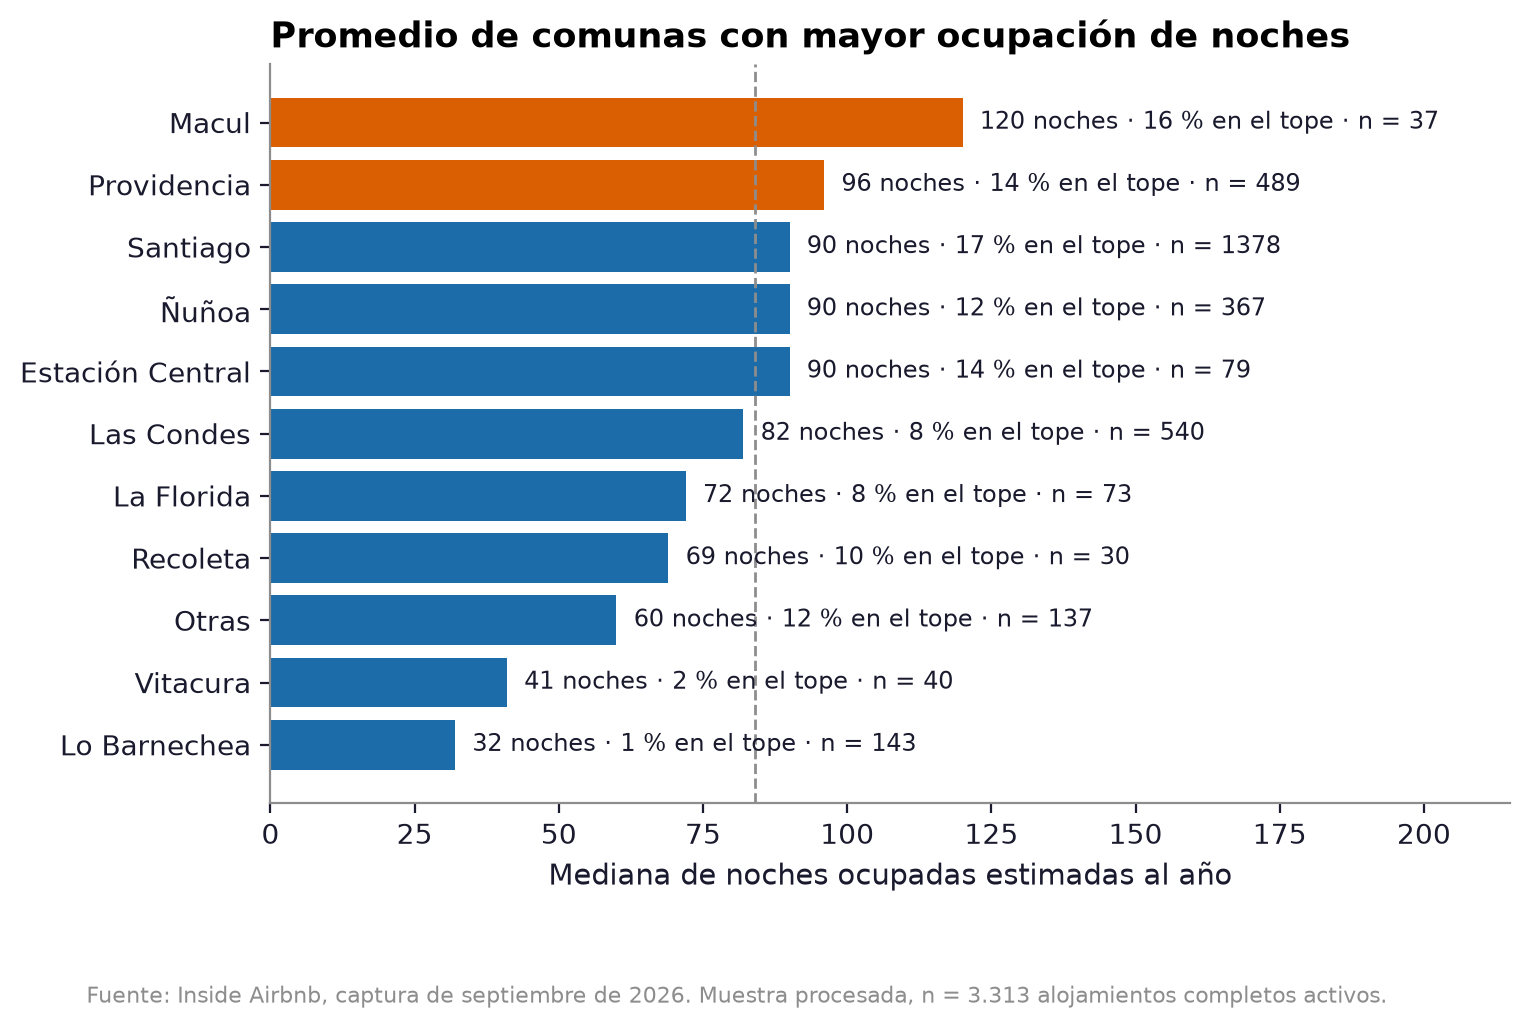 Promedio de comunas con mayor ocupación de noches
Macul 120 noches · 16 % en el tope · n = 37
Providencia 96 noches · 14 % en el tope · n = 489
Santiago 90 noches · 17 % en el tope · n = 1378
Ñuñoa 90 noches · 12 % en el tope · n = 367
Estación Central 90 noches · 14 % en el tope · n = 79
Las Condes 82 noches · 8 % en el tope · n = 540
La Florida 72 noches · 8 % en el tope · n = 73
Recoleta 69 noches · 10 % en el tope · n = 30
Otras 60 noches · 12 % en el tope · n = 137
Vitacura 41 noches · 2 % en el tope · n = 40
Lo Barnechea 32 noches · 1 % en el tope · n = 143
0 25 50 75 100 125 150 175 200
Mediana de noches ocupadas estimadas al año
Fuente: Inside Airbnb, captura de septiembre de 2026. Muestra procesada, n = 3.313 alojamientos completos activos.